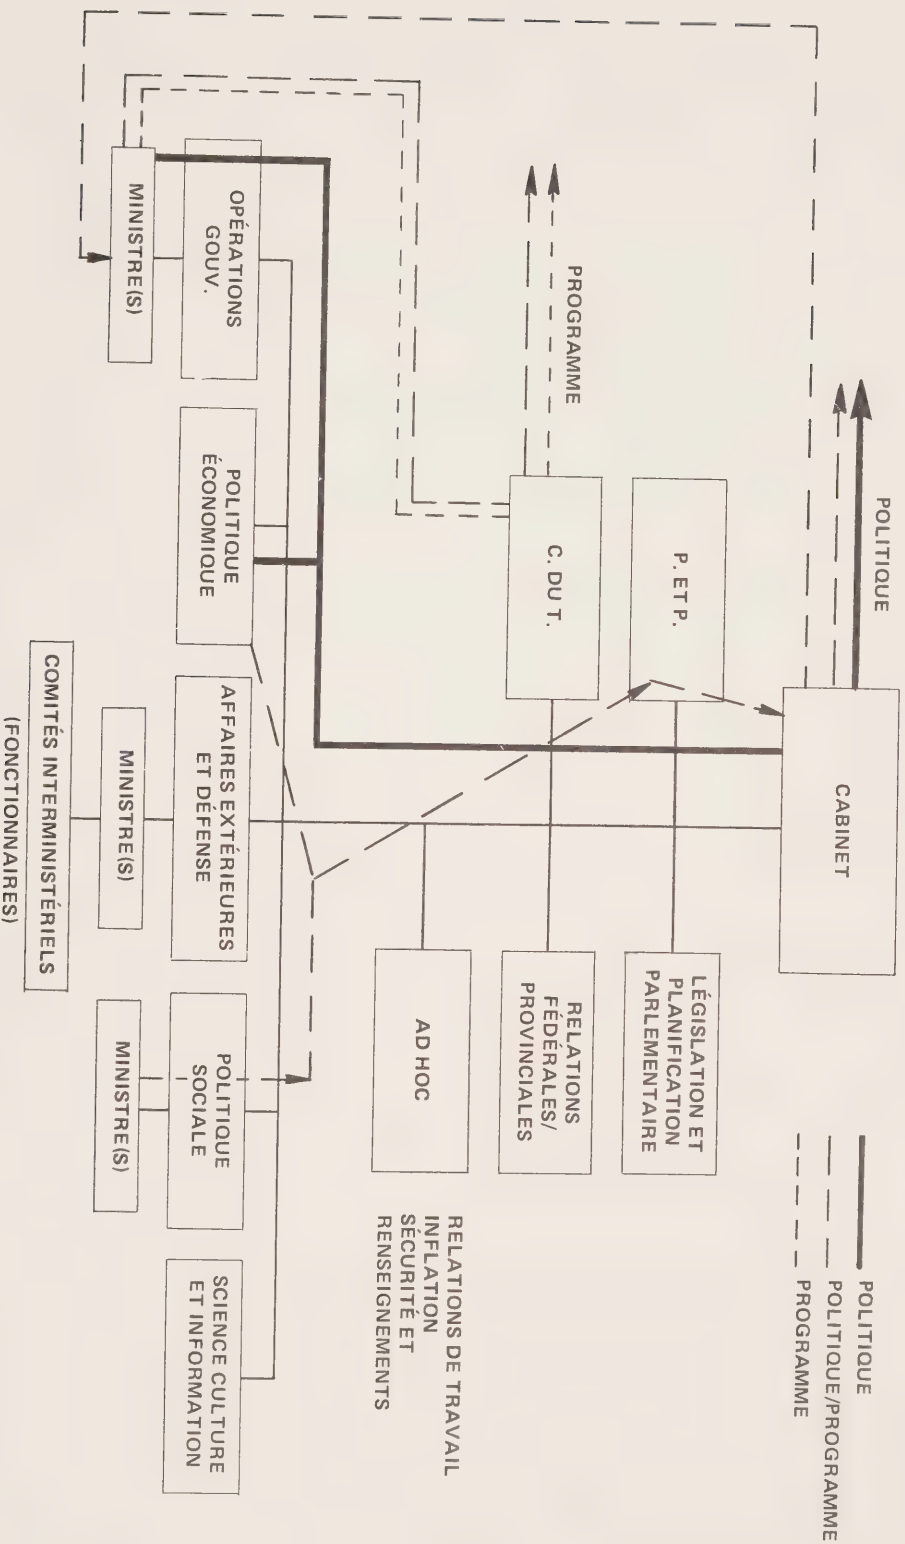 POLITIQUE
POLITIQUE/PROGRAMME
PROGRAMME
POLITIQUE
CABINET
P. ET P.
LÉGISLATION ET
PLANIFICATION
PARLEMENTAIRE
PROGRAMME
C. DU T.
RELATIONS
FÉDÉRALES/
PROVINCIALES
AD HOC
RELATIONS DE TRAVAIL
INFLATION
SÉCURITÉ ET
RENSEIGNEMENTS
OPÉRATIONS
GOUV.
POLITIQUE
ÉCONOMIQUE
AFFAIRES EXTÉRIEURES
ET DÉFENSE
POLITIQUE
SOCIALE
SCIENCE CULTURE
ET INFORMATION
MINISTRE(S)
MINISTRE(S)
MINISTRE(S)
COMITÉS INTERMINISTÉRIELS
(FONCTIONNAIRES)